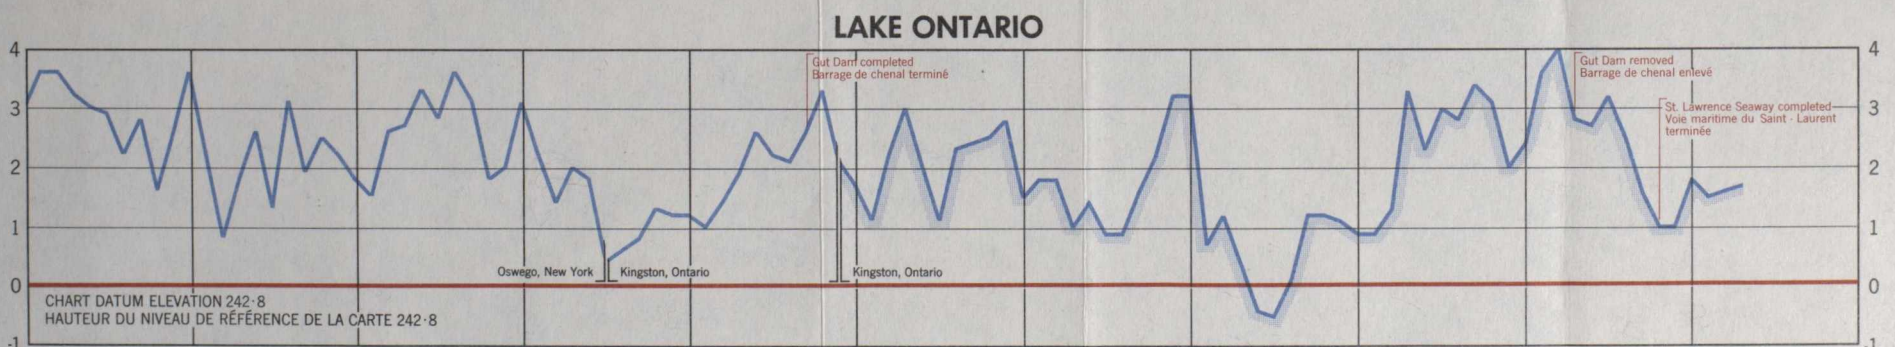 LAKE ONTARIO
4
3
2
1
0
-1
Gut Dam completed
Barrage de chenal terminé
Gut Dam removed
Barrage de chenal enlevé
St. Lawrence Seaway completed
Voie maritime du Saint - Laurent
terminée
Oswego, New York
Kingston, Ontario
Kingston, Ontario
CHART DATUM ELEVATION 242·8
HAUTEUR DU NIVEAU DE RÉFÉRENCE DE LA CARTE 242·8
4
3
2
1
0
-1